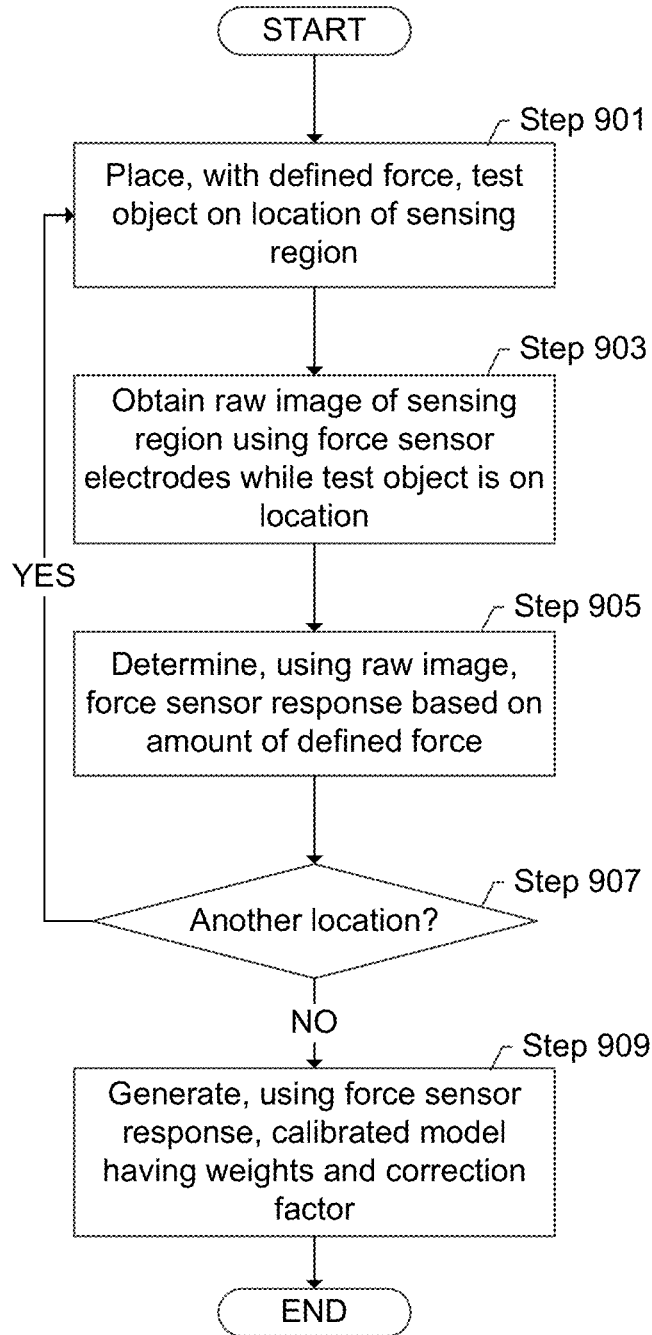 START
Step 901
Place, with defined force, test
object on location of sensing
region
Step 903
Obtain raw image of sensing
region using force sensor
electrodes while test object is on
location
YES
Step 905
Determine, using raw image,
force sensor response based on
amount of defined force
Step 907
Another location?
NO
Step 909
Generate, using force sensor
response, calibrated model
having weights and correction
factor
END